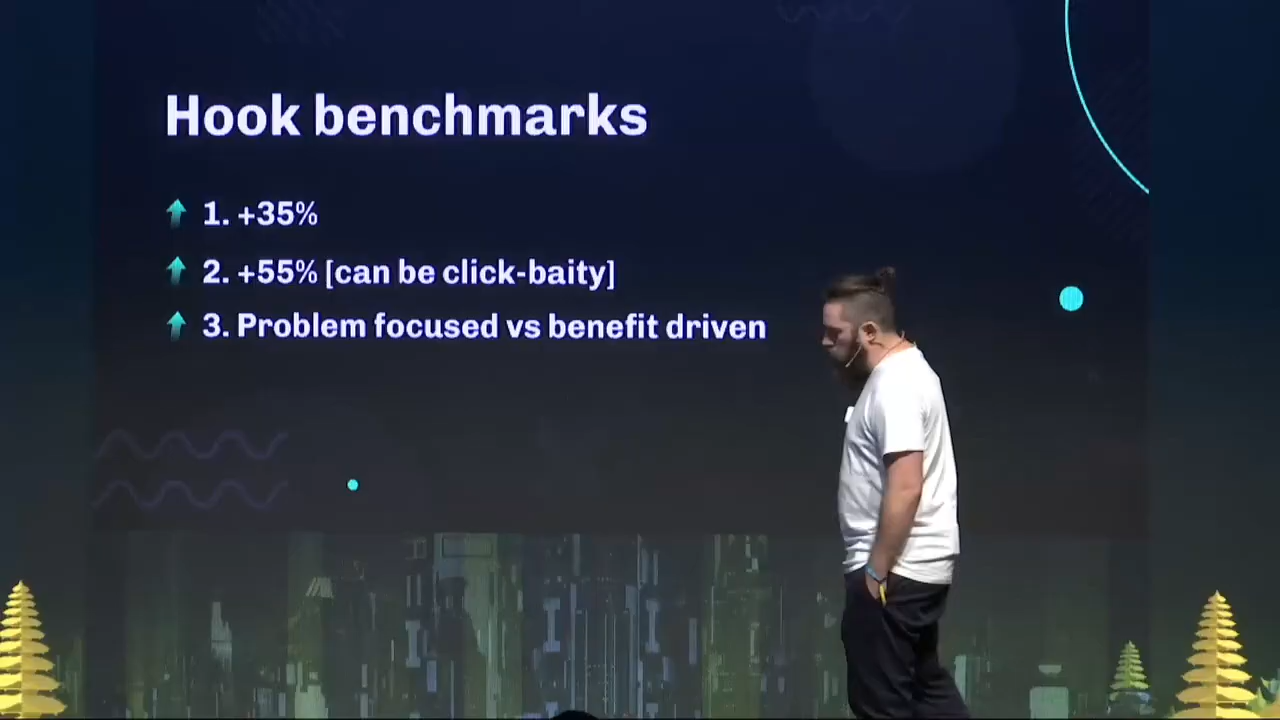 Hook benchmarks
1. +35%
2. +55% [can be click-baity]
3. Problem focused vs benefit driven